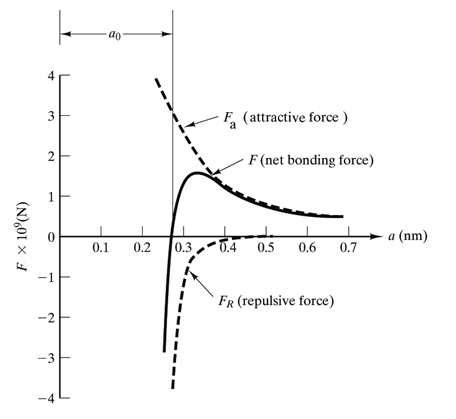 a₀
4
3
2
1
0
−1
−2
−3
−4
F × 10⁹(N)
0.1 0.2 0.3 0.4 0.5 0.6 0.7
a (nm)
Fa (attractive force )
F (net bonding force)
FR (repulsive force)